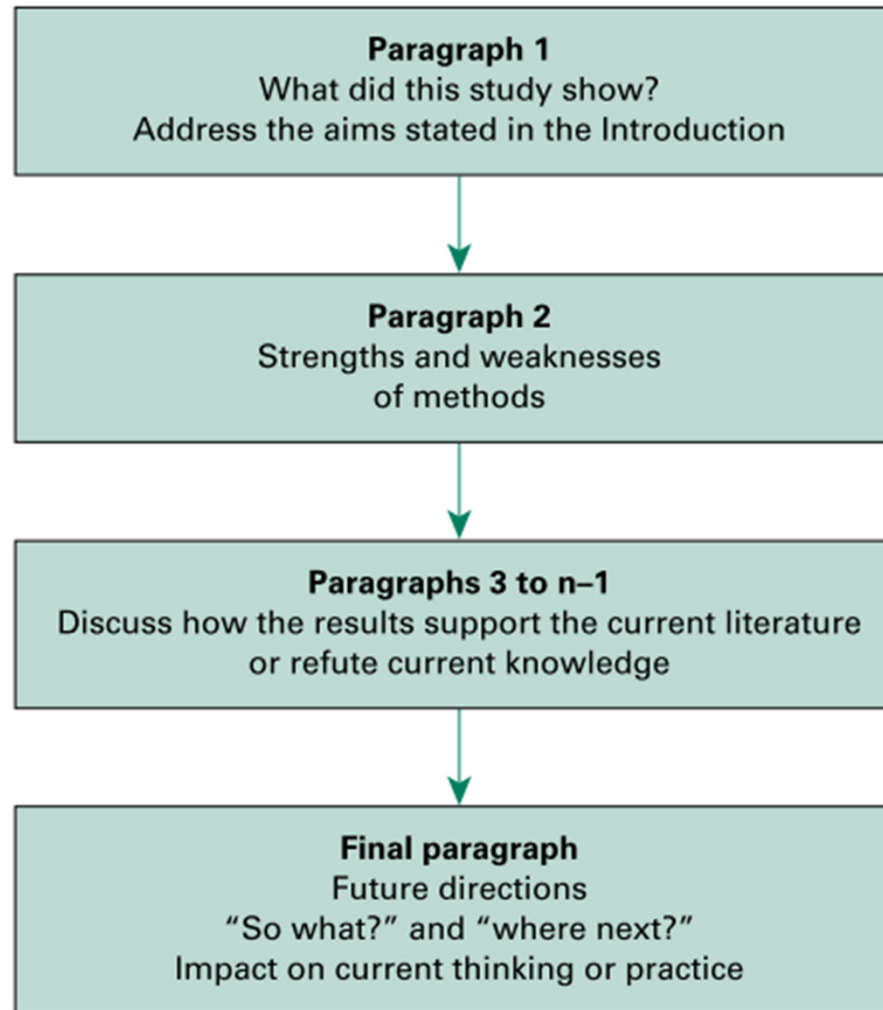 Paragraph 1
What did this study show?
Address the aims stated in the Introduction
Paragraph 2
Strengths and weaknesses
of methods
Paragraphs 3 to n–1
Discuss how the results support the current literature
or refute current knowledge
Final paragraph
Future directions
“So what?” and “where next?”
Impact on current thinking or practice